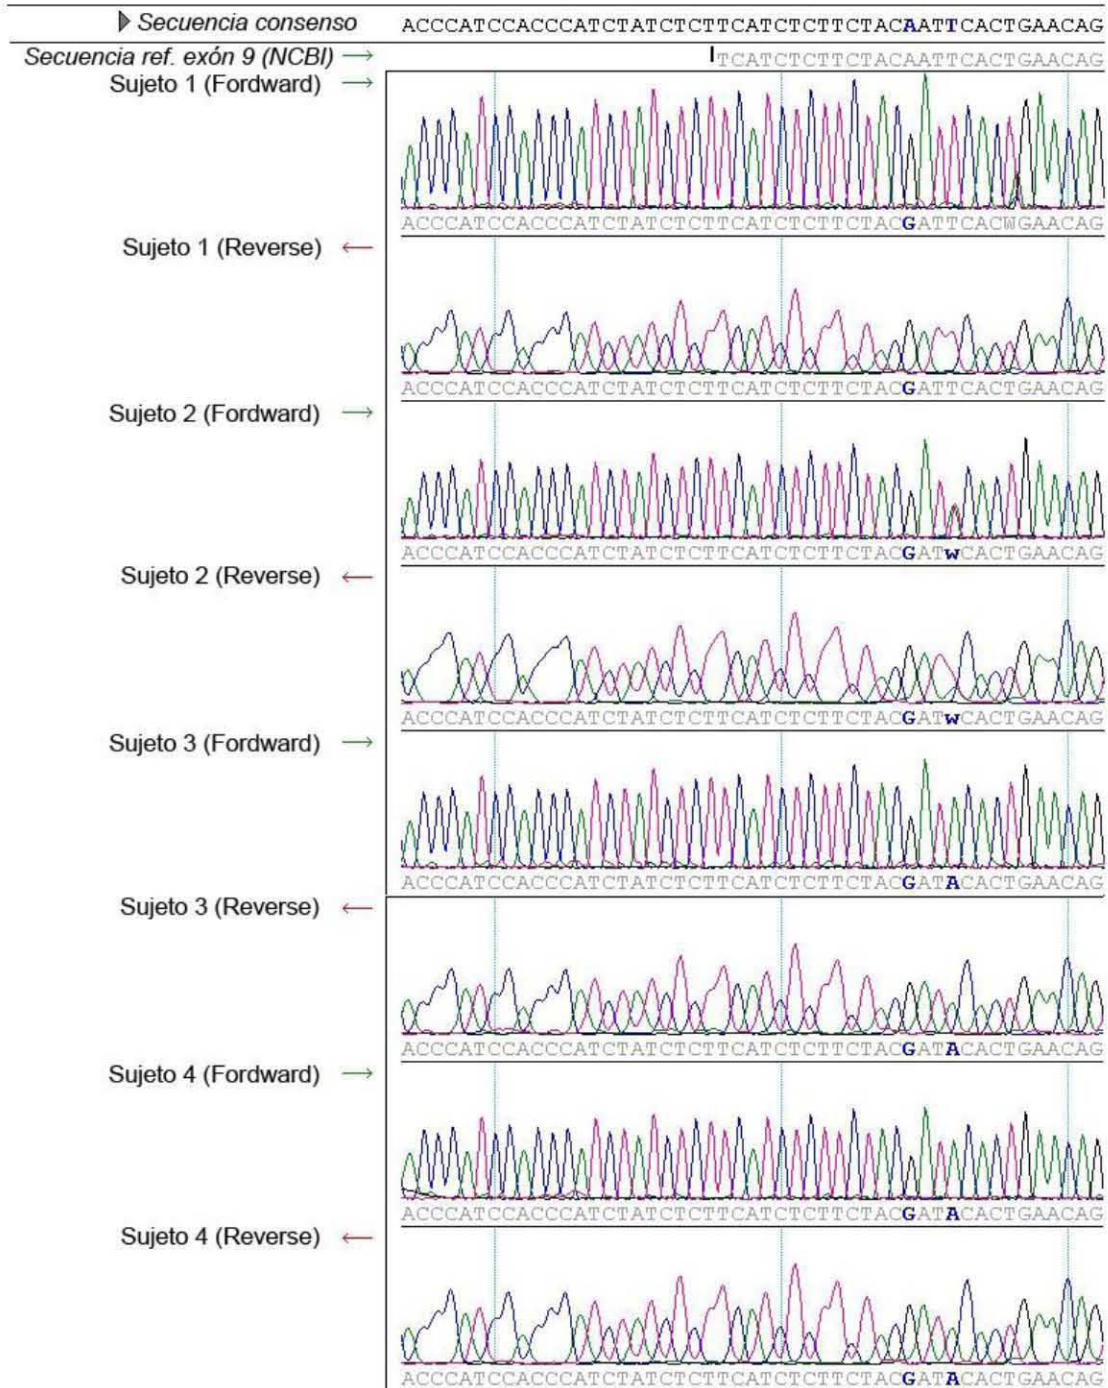 Secuencia consenso ACCCATCCACCCATCTATCTCTTCATCTCTTCTACAATTCACTGAACAG
Secuencia ref. exón 9 (NCBI) → TCATCTCTTCTACAATTCACTGAACAG
Sujeto 1 (Fordward) →
ACCCATCCACCCATCTATCTCTTCATCTCTTCTACGATTCACWGAACAG
Sujeto 1 (Reverse) ←
ACCCATCCACCCATCTATCTCTTCATCTCTTCTACGATTCACTGAACAG
Sujeto 2 (Fordward) →
ACCCATCCACCCATCTATCTCTTCATCTCTTCTACGATwCACTGAACAG
Sujeto 2 (Reverse) ←
ACCCATCCACCCATCTATCTCTTCATCTCTTCTACGATwCACTGAACAG
Sujeto 3 (Fordward) →
ACCCATCCACCCATCTATCTCTTCATCTCTTCTACGATACACTGAACAG
Sujeto 3 (Reverse) ←
ACCCATCCACCCATCTATCTCTTCATCTCTTCTACGATACACTGAACAG
Sujeto 4 (Fordward) →
ACCCATCCACCCATCTATCTCTTCATCTCTTCTACGATACACTGAACAG
Sujeto 4 (Reverse) ←
ACCCATCCACCCATCTATCTCTTCATCTCTTCTACGATACACTGAACAG